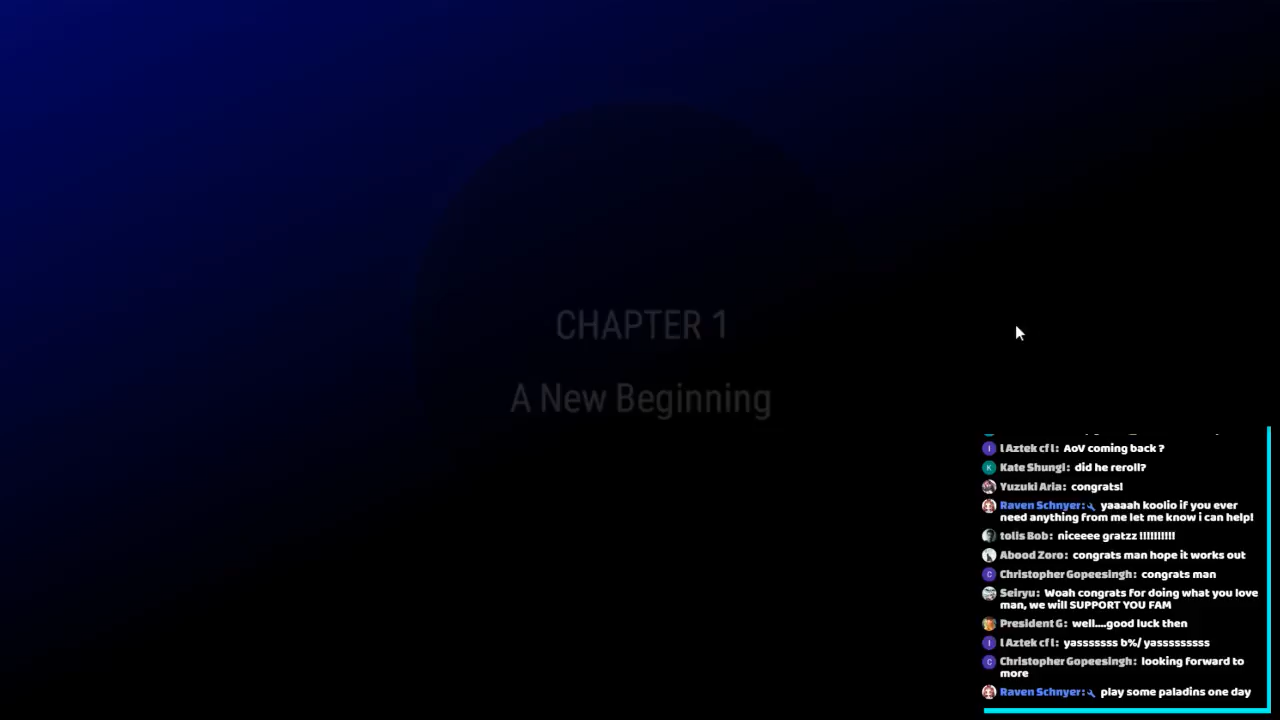 CHAPTER 1
A New Beginning
l Aztek cf l: AoV coming back ?
Kate Shungi: did he reroll?
Yuzuki Aria: congrats!
Raven Schnyer: yaaaah koolio if you ever
need anything from me let me know i can help!
tolis Bob: niceeee gratzz !!!!!!!!!!
Abood Zoro: congrats man hope it works out
Christopher Gopeesingh: congrats man
Seiryu: Woah congrats for doing what you love
man, we will SUPPORT YOU FAM
President G: well....good luck then
l Aztek cf l: yasssssss b%/ yasssssssss
Christopher Gopeesingh: looking forward to
more
Raven Schnyer: play some paladins one day